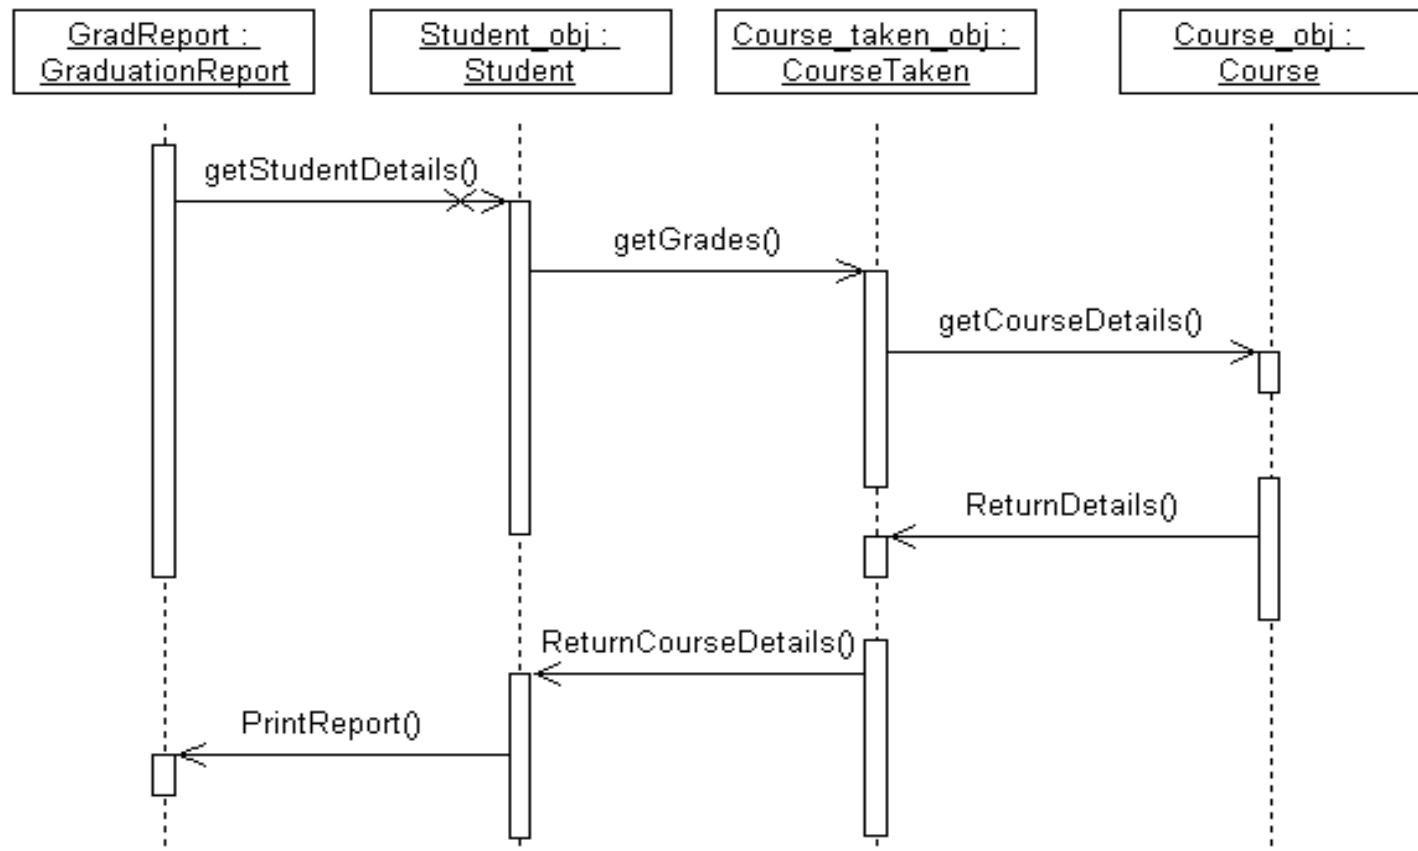 GradReport :
GraduationReport
Student_obj :
Student
Course_taken_obj :
CourseTaken
Course_obj :
Course
getStudentDetails()
getGrades()
getCourseDetails()
ReturnDetails()
ReturnCourseDetails()
PrintReport()